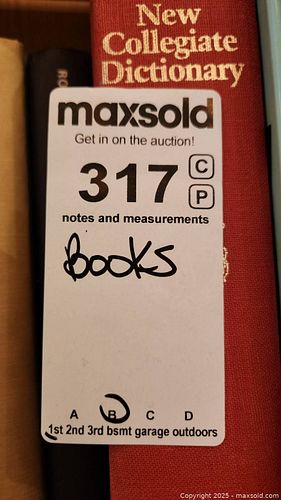 New
Collegiate
Dictionary
RO
maxsold
Get in on the auction!
317 C
P
notes and measurements
Books
A B C D
1st 2nd 3rd bsmt garage outdoors
Copyright 2025 - maxsold.com